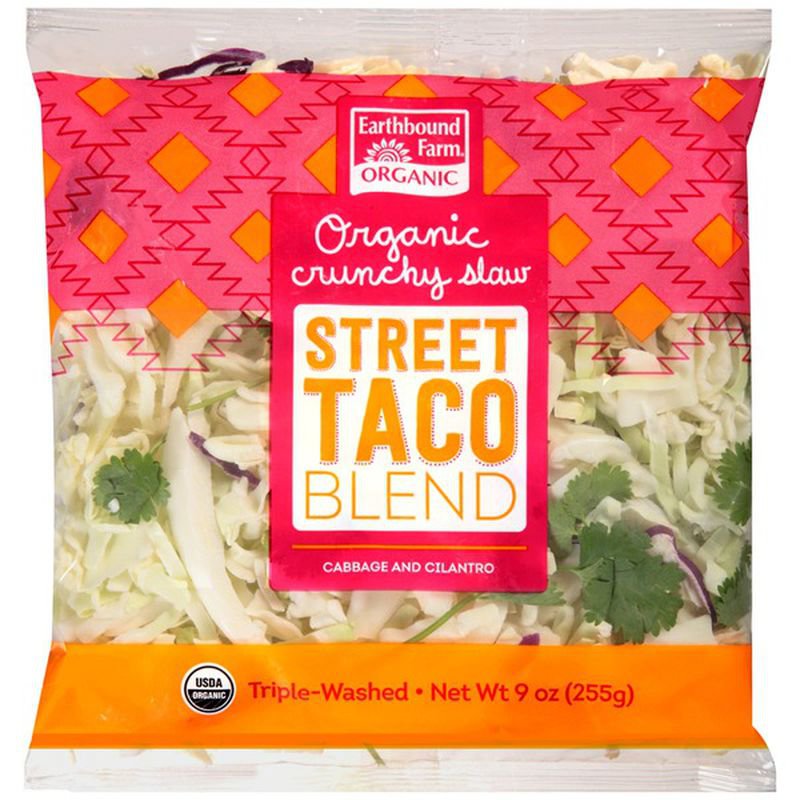 Earthbound
Farm®
ORGANIC
Organic
crunchy slaw
STREET
TACO
BLEND
CABBAGE AND CILANTRO
USDA
ORGANIC
Triple-Washed • Net Wt 9 oz (255g)